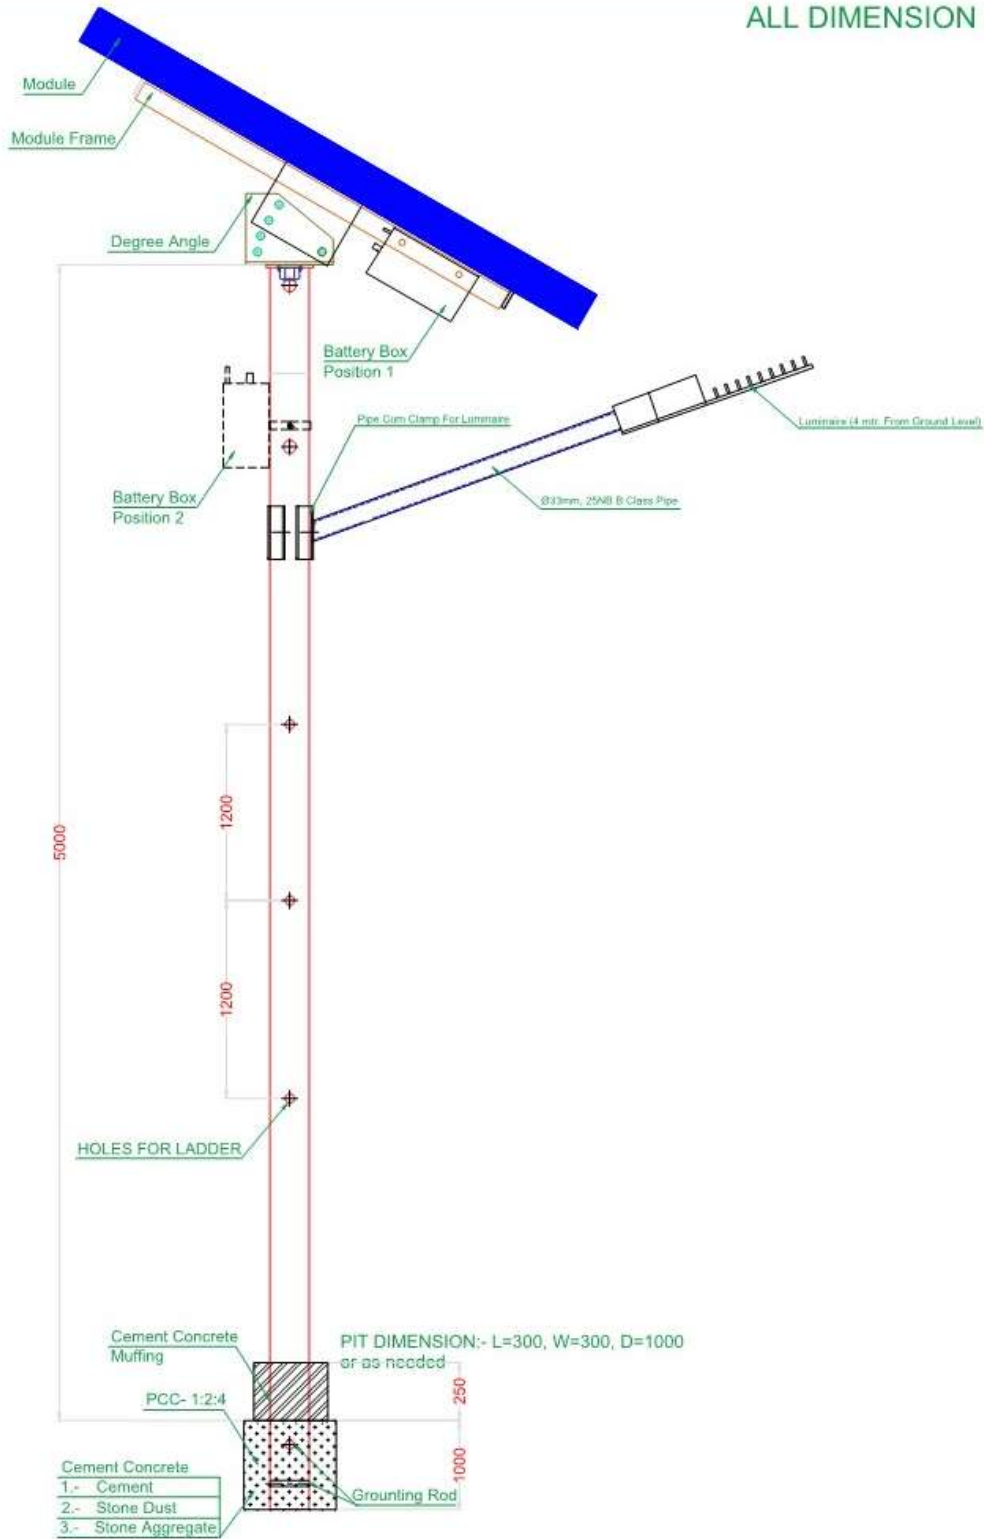 ALL DIMENSION
Module
Module Frame
Degree Angle
Battery Box
Position 1
Pipe Cum Clamp For Luminaire
Luminaire (4 mtr. From Ground Level)
Battery Box
Position 2
Ø33mm, 25NB B Class Pipe
1200
5000
1200
HOLES FOR LADDER
Cement Concrete
Muffing
PIT DIMENSION:- L=300, W=300, D=1000
or as needed
250
PCC- 1:2:4
1000
Cement Concrete
1.- Cement
2.- Stone Dust
3.- Stone Aggregate
Grounting Rod